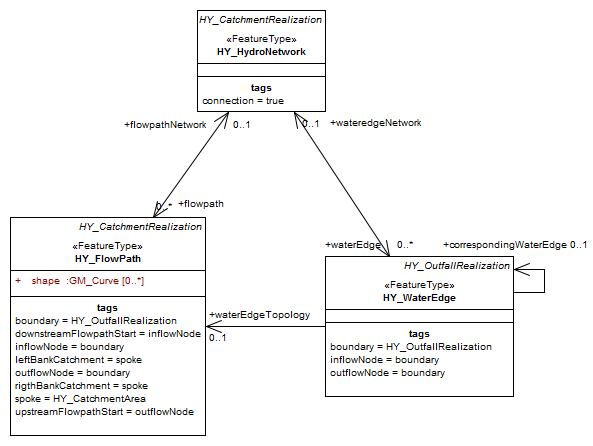 HY_CatchmentRealization
«FeatureType»
HY_HydroNetwork
tags
connection = true
+flowpathNetwork
0..1
0..1
+wateredgeNetwork
0..*
+flowpath
HY_CatchmentRealization
«FeatureType»
HY_FlowPath
+ shape :GM_Curve [0..*]
tags
boundary = HY_OutfallRealization
downstreamFlowpathStart = inflowNode
inflowNode = boundary
leftBankCatchment = spoke
outflowNode = boundary
rigthBankCatchment = spoke
spoke = HY_CatchmentArea
upstreamFlowpathStart = outflowNode
+waterEdge
0..*
+correspondingWaterEdge 0..1
HY_OutfallRealization
«FeatureType»
HY_WaterEdge
tags
boundary = HY_OutfallRealization
inflowNode = boundary
outflowNode = boundary
+waterEdgeTopology
0..1